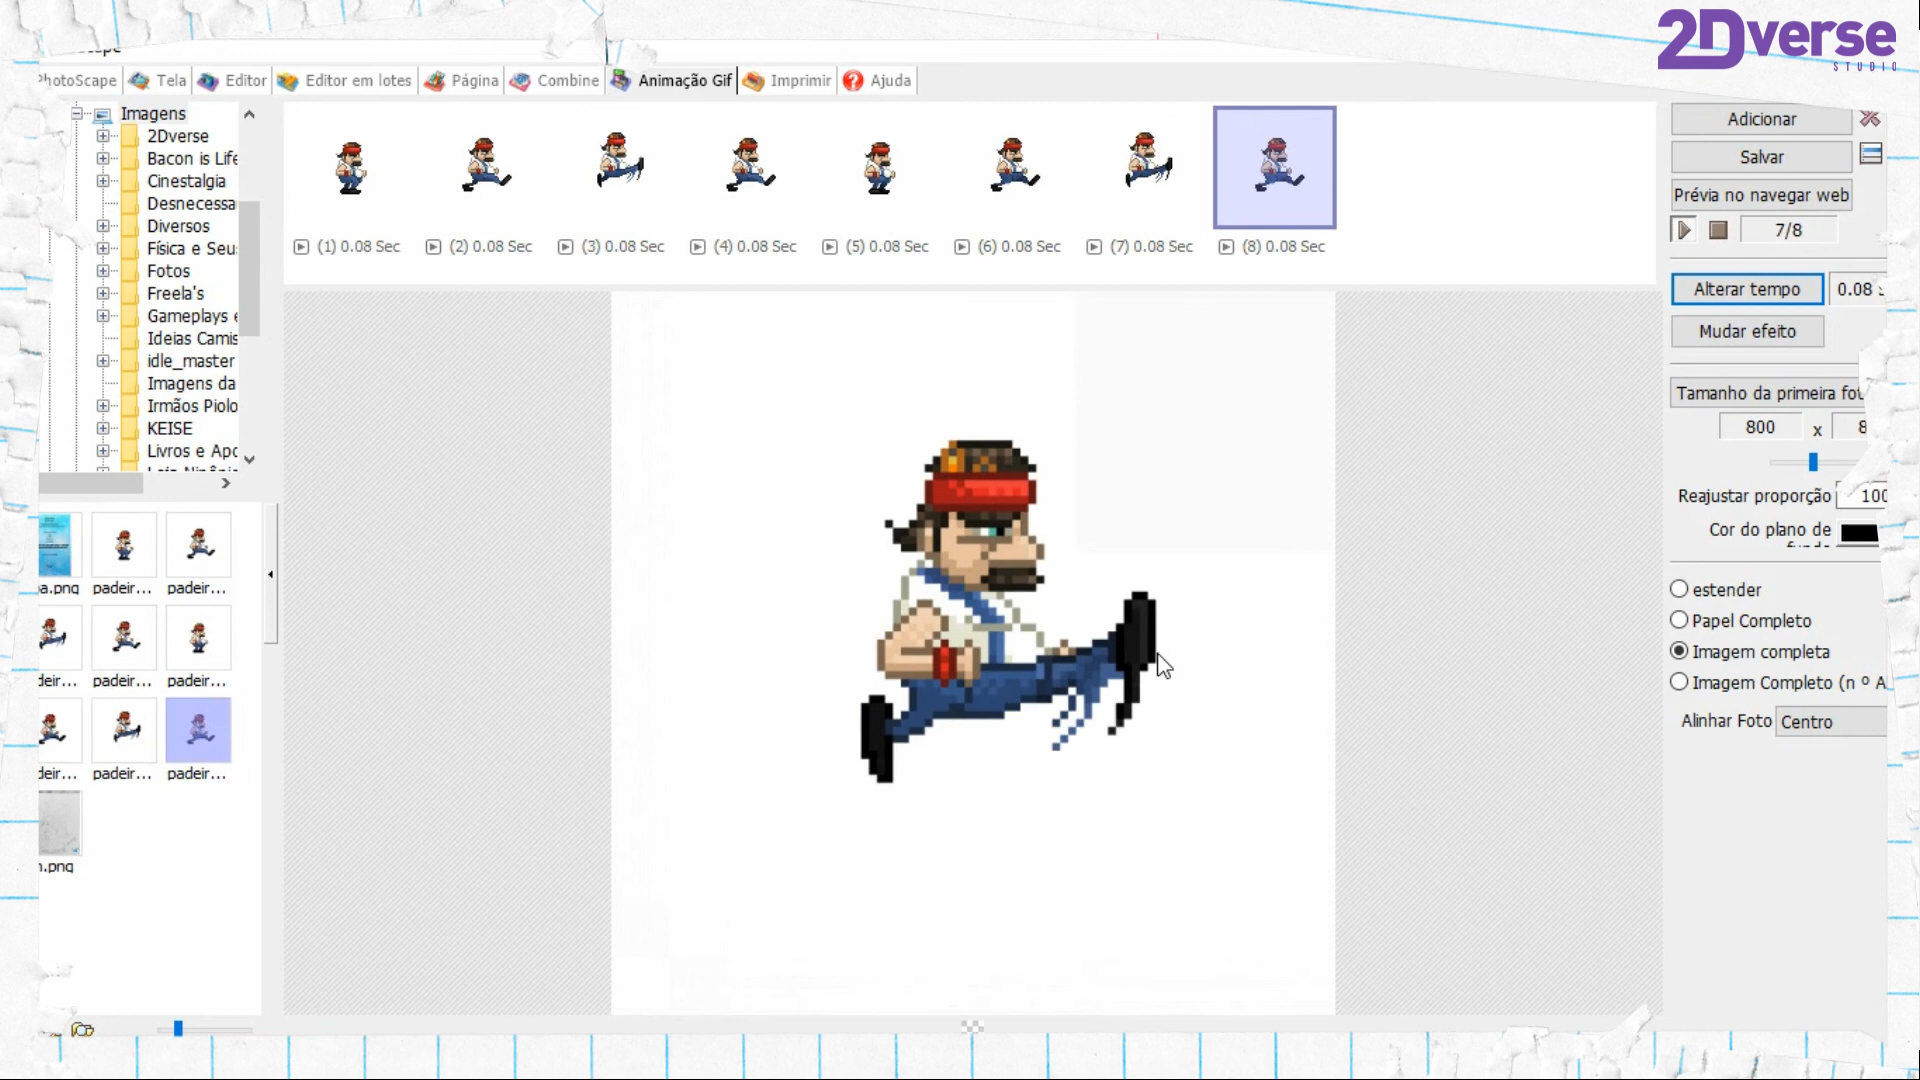 2Dverse
STUDIO
PhotoScape
Tela
Editor
Editor em lotes
Página
Combine
Animação Gif
Imprimir
Ajuda
Imagens
2Dverse
Bacon is Life
Cinestalgia
Desnecessa
Diversos
Física e Seu
Fotos
Freela's
Gameplays e
Ideias Camis
idle_master
Imagens da
Irmãos Piolo
KEISE
Livros e Apo
(1) 0.08 Sec
(2) 0.08 Sec
(3) 0.08 Sec
(4) 0.08 Sec
(5) 0.08 Sec
(6) 0.08 Sec
(7) 0.08 Sec
(8) 0.08 Sec
Adicionar
Salvar
Prévia no navegar web
7/8
Alterar tempo
0.08
Mudar efeito
Tamanho da primeira fo
800 x 8
Reajustar proporção 100
Cor do plano de
estender
Papel Completo
Imagem completa
Imagem Completo (n º A
Alinhar Foto Centro
a.png
padeir...
padeir...
deir...
padeir...
padeir...
deir...
padeir...
padeir...
.png